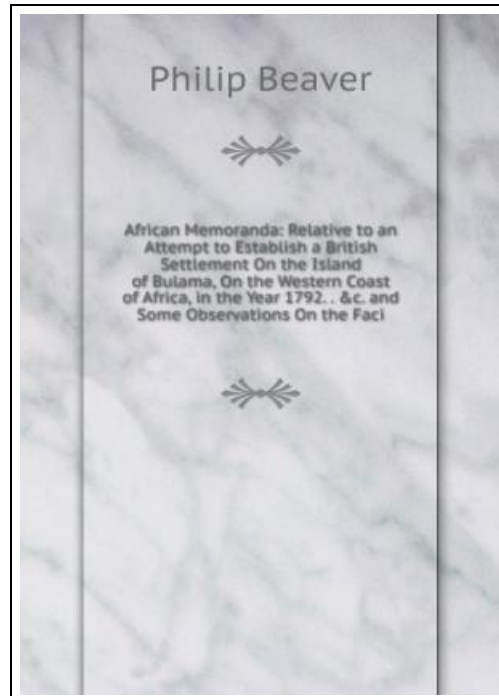 Philip Beaver
African Memoranda: Relative to an
Attempt to Establish a British
Settlement On the Island
of Bulama, On the Western Coast
of Africa, in the Year 1792. . &c. and
Some Observations On the Faci